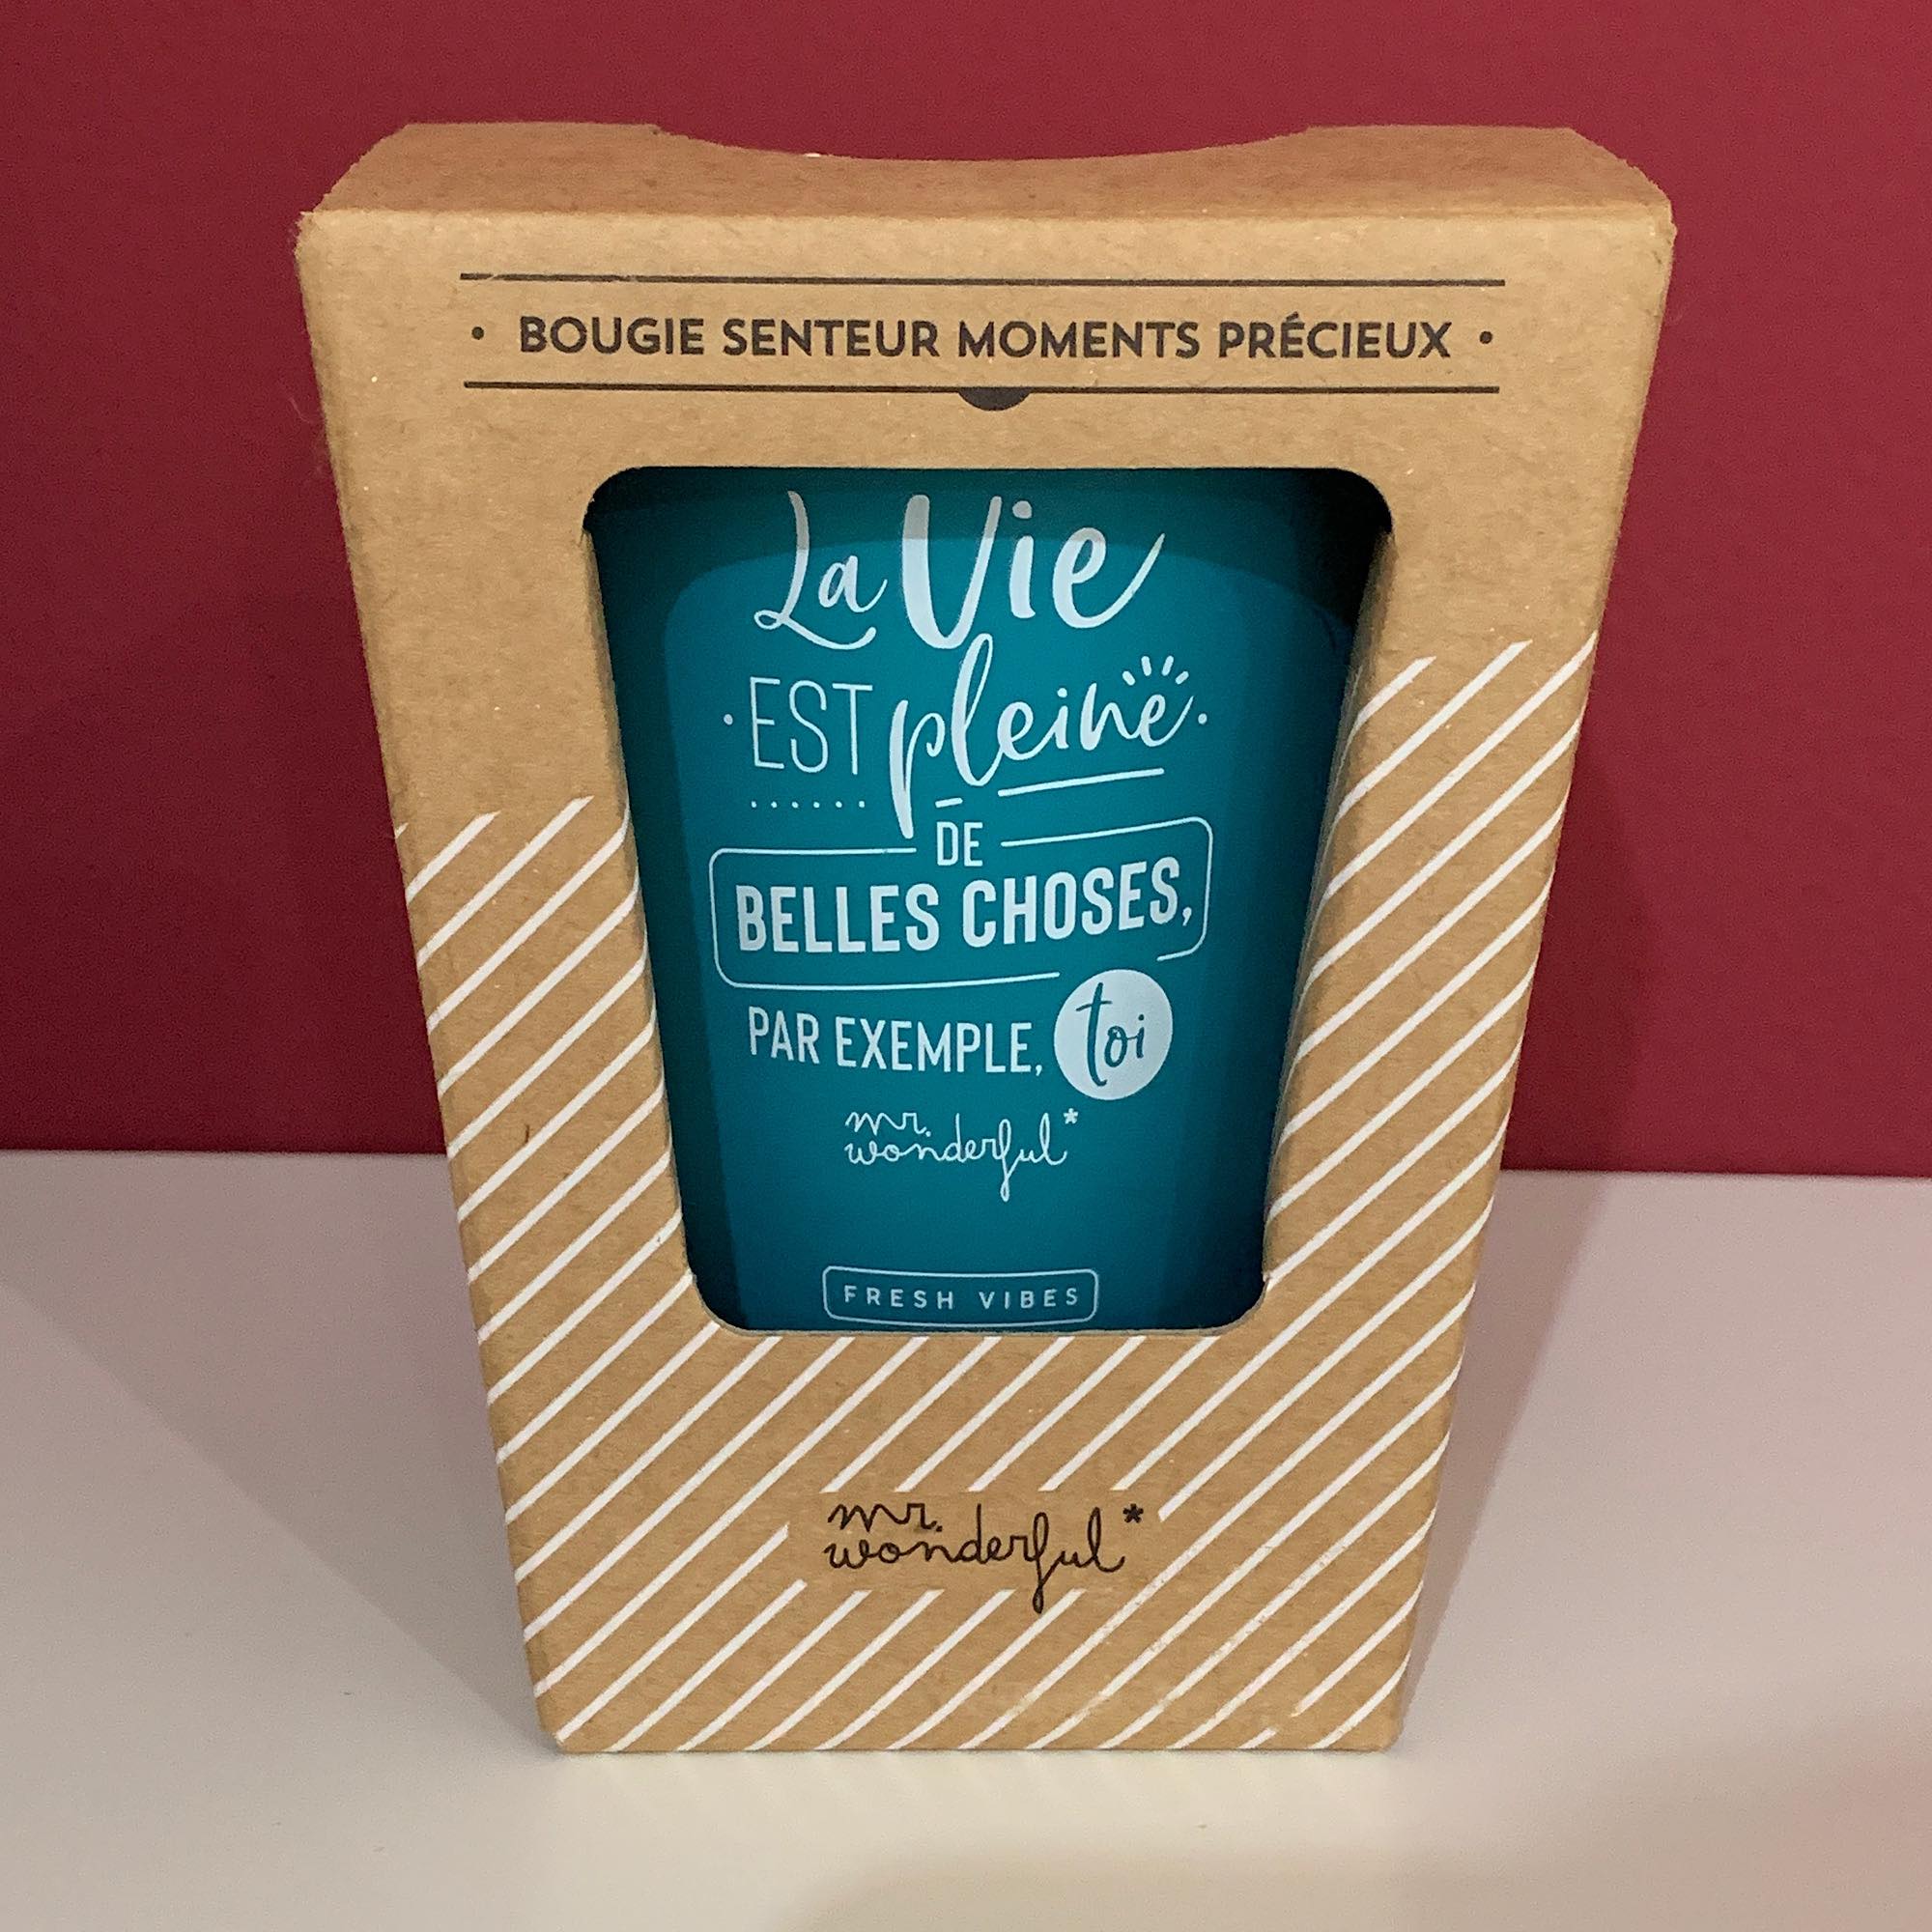 • BOUGIE SENTEUR MOMENTS PRÉCIEUX •
La Vie
• EST pleine •
DE
BELLES CHOSES,
PAR EXEMPLE, toi
mr.
wonderful*
FRESH VIBES
mr.
wonderful*